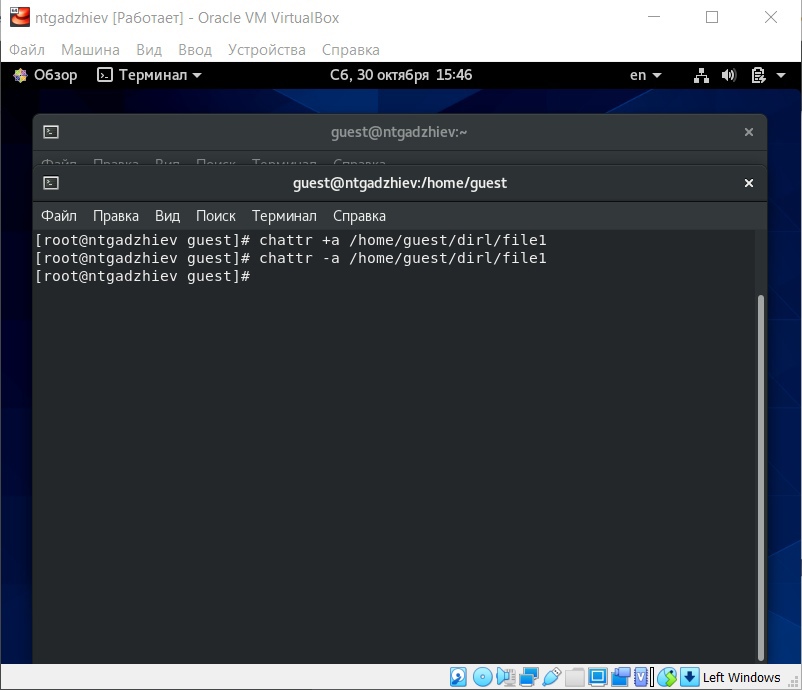 ntgadzhiev [Работает] - Oracle VM VirtualBox
Файл Машина Вид Ввод Устройства Справка
Обзор Терминал Сб, 30 октября 15:46 en
guest@ntgadzhiev:~
Файл Правка Вид Поиск Терминал Справка
guest@ntgadzhiev:/home/guest
Файл Правка Вид Поиск Терминал Справка
[root@ntgadzhiev guest]# chattr +a /home/guest/dirl/file1
[root@ntgadzhiev guest]# chattr -a /home/guest/dirl/file1
[root@ntgadzhiev guest]#
Left Windows